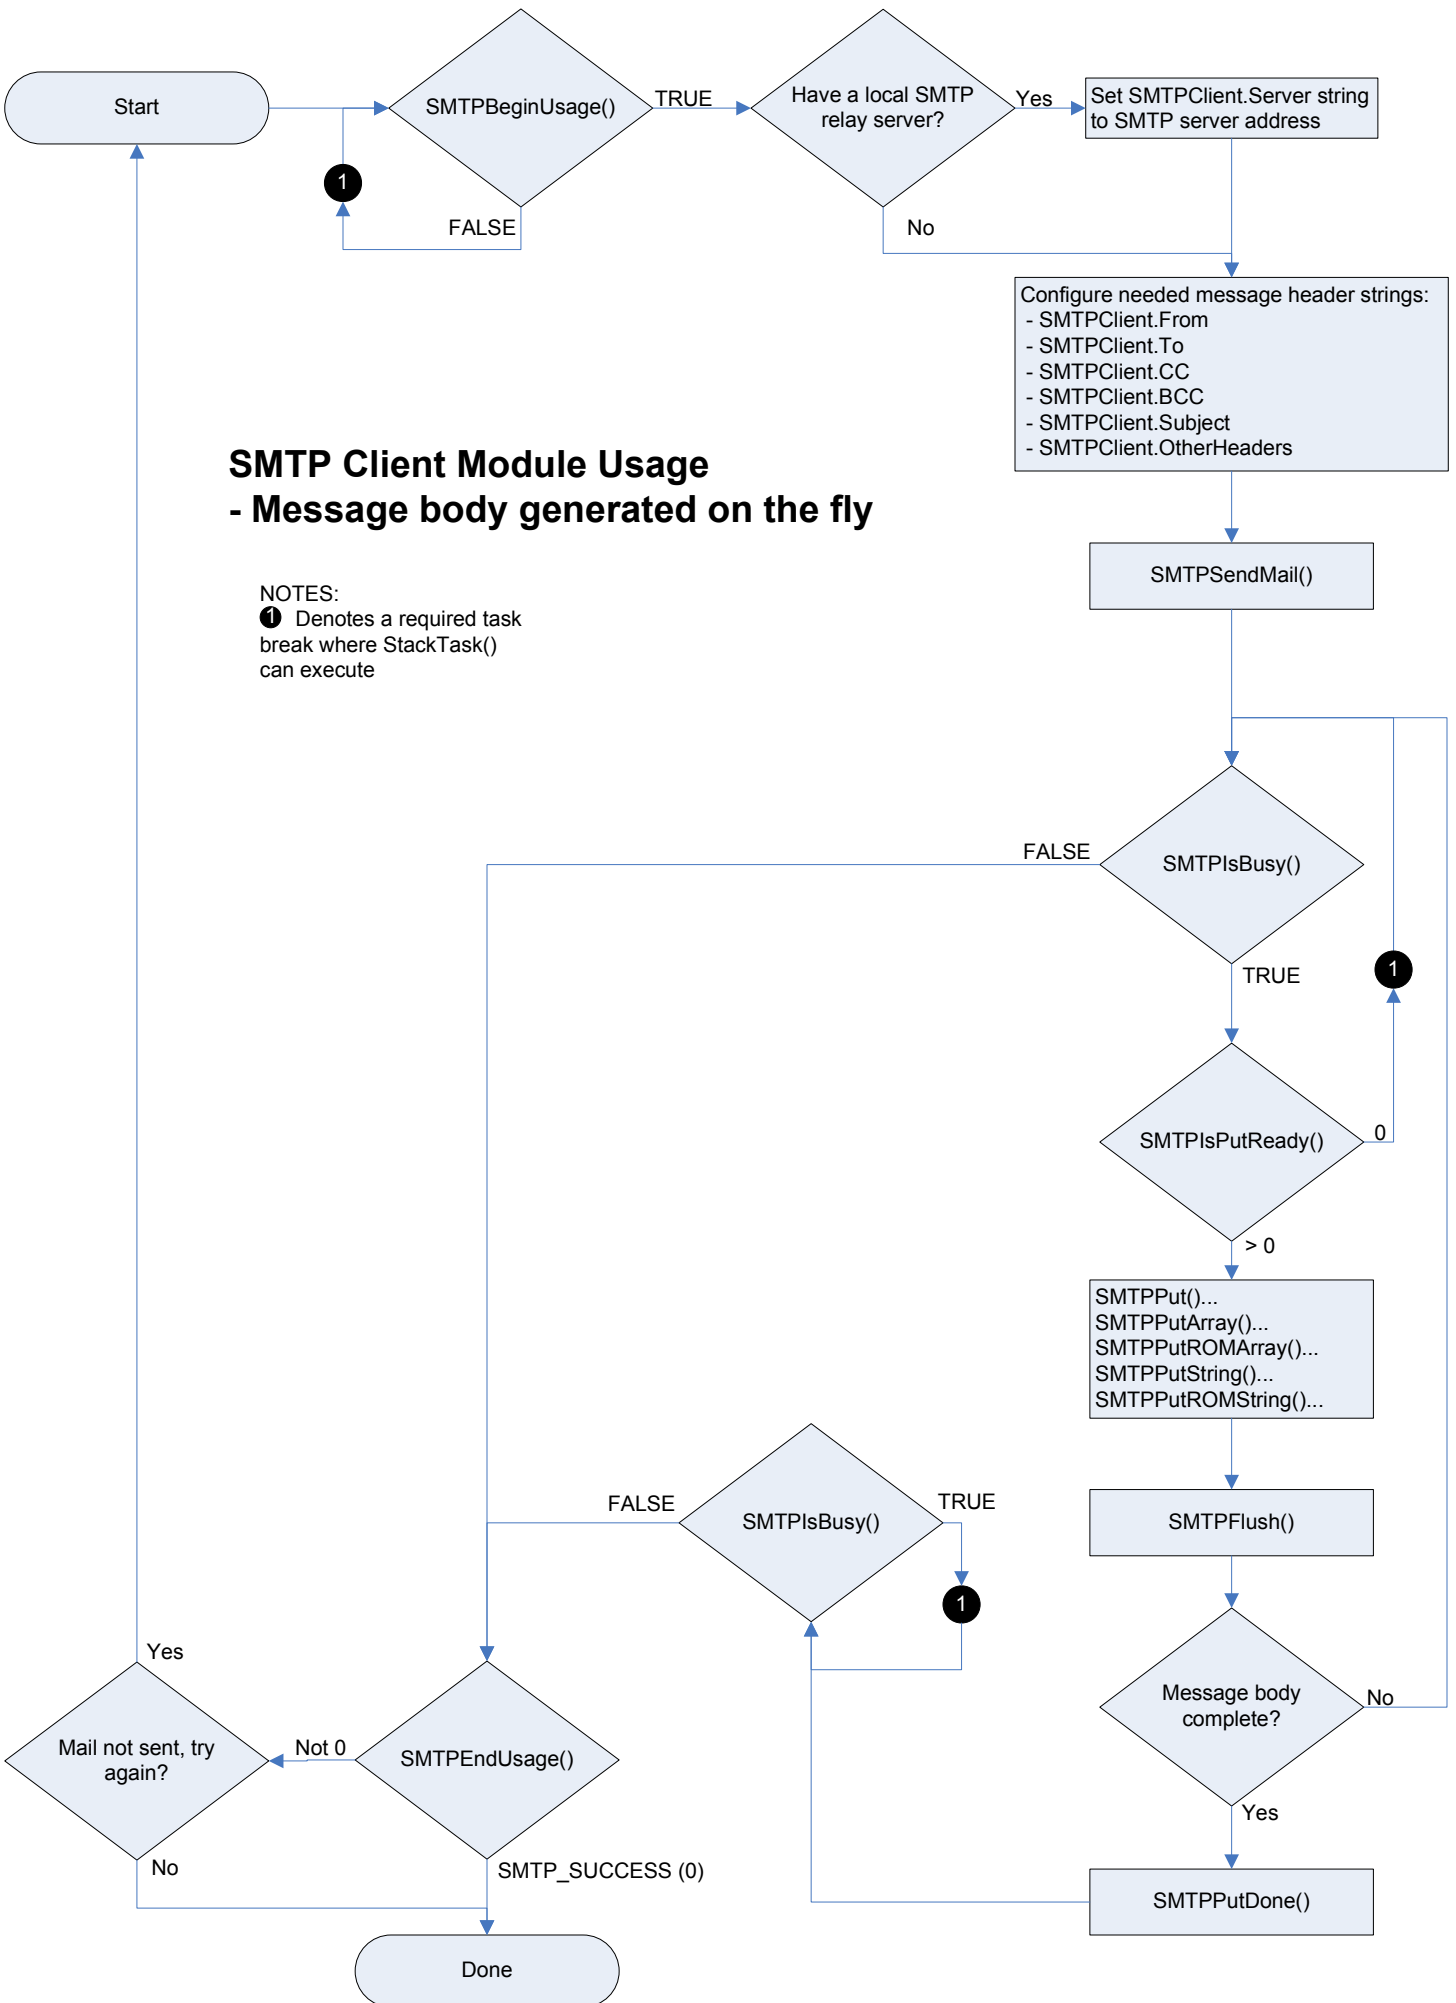 Start
SMTPBeginUsage()
TRUE
Have a local SMTP
relay server?
Yes
Set SMTPClient.Server string
to SMTP server address
1
FALSE
No
Configure needed message header strings:
- SMTPClient.From
- SMTPClient.To
- SMTPClient.CC
- SMTPClient.BCC
- SMTPClient.Subject
- SMTPClient.OtherHeaders
SMTP Client Module Usage
- Message body generated on the fly
SMTPSendMail()
NOTES:
1 Denotes a required task
break where StackTask()
can execute
FALSE
SMTPIsBusy()
TRUE
1
SMTPIsPutReady()
0
> 0
SMTPPut()...
SMTPPutArray()...
SMTPPutROMArray()...
SMTPPutString()...
SMTPPutROMString()...
FALSE
SMTPIsBusy()
TRUE
1
SMTPFlush()
Message body
complete?
No
Yes
Yes
Mail not sent, try
again?
Not 0
SMTPEndUsage()
No
SMTP_SUCCESS (0)
SMTPPutDone()
Done